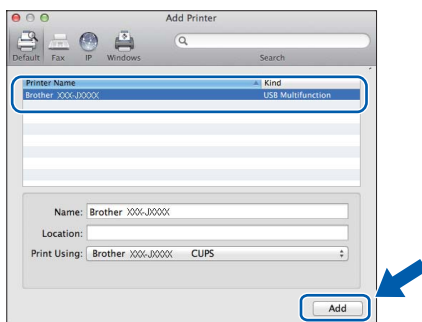 Add Printer
Default Fax IP Windows Search
Printer Name Kind
Brother XXX-JXXXX USB Multifunction
Name: Brother XXX-JXXXX
Location:
Print Using: Brother XXX-JXXXX CUPS
Add